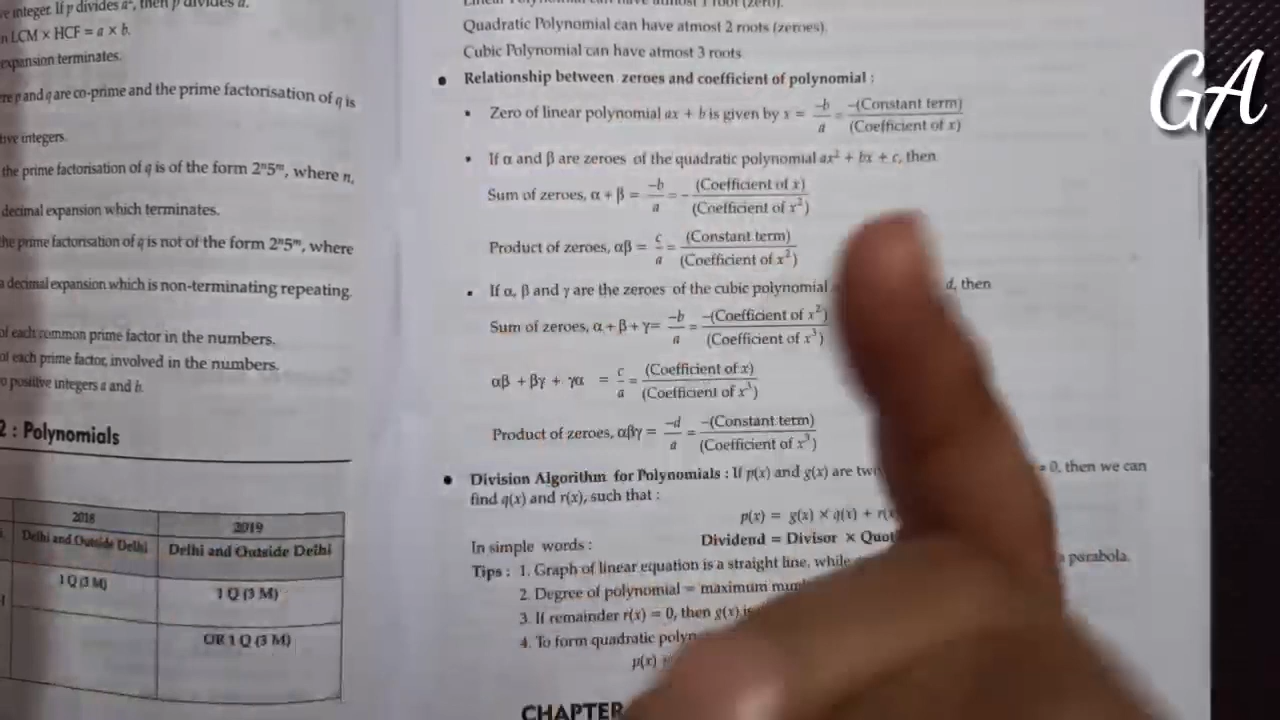 ve integer. If p divides a², then p divides a.
n LCM × HCF = a × b.
expansion terminates.
re p and q are co-prime and the prime factorisation of q is
tive integers.
the prime factorisation of q is of the form 2ⁿ5ᵐ, where n,
decimal expansion which terminates.
the prime factorisation of q is not of the form 2ⁿ5ᵐ, where
a decimal expansion which is non-terminating repeating.
of each common prime factor in the numbers.
of each prime factor, involved in the numbers.
o positive integers a and b.
2 : Polynomials
2018 2019
Delhi and Outside Delhi Delhi and Outside Delhi
1 Q (3 M) 1 Q (3 M)
OR 1 Q (3 M)
Quadratic Polynomial can have atmost 2 roots (zeroes).
Cubic Polynomial can have atmost 3 roots
• Relationship between zeroes and coefficient of polynomial :
• Zero of linear polynomial ax + b is given by x = -b/a = -(Constant term)/(Coefficient of x)
• If α and β are zeroes of the quadratic polynomial ax² + bx + c, then
Sum of zeroes, α + β = -b/a = - (Coefficient of x)/(Coefficient of x²)
Product of zeroes, αβ = c/a = (Constant term)/(Coefficient of x²)
• If α, β and γ are the zeroes of the cubic polynomial d, then
Sum of zeroes, α + β + γ = -b/a = -(Coefficient of x²)/(Coefficient of x³)
αβ + βγ + γα = c/a = (Coefficient of x)/(Coefficient of x³)
Product of zeroes, αβγ = -d/a = -(Constant term)/(Coefficient of x³)
• Division Algorithm for Polynomials : If p(x) and g(x) are two = 0, then we can
find q(x) and r(x), such that :
p(x) = g(x) × q(x) + r(x
In simple words : Dividend = Divisor × Quot
Tips : 1. Graph of linear equation is a straight line, while a parabola.
2. Degree of polynomial = maximum num
3. If remainder r(x) = 0, then g(x) is
4. To form quadratic polyn
p(x)
CHAPTER
GA